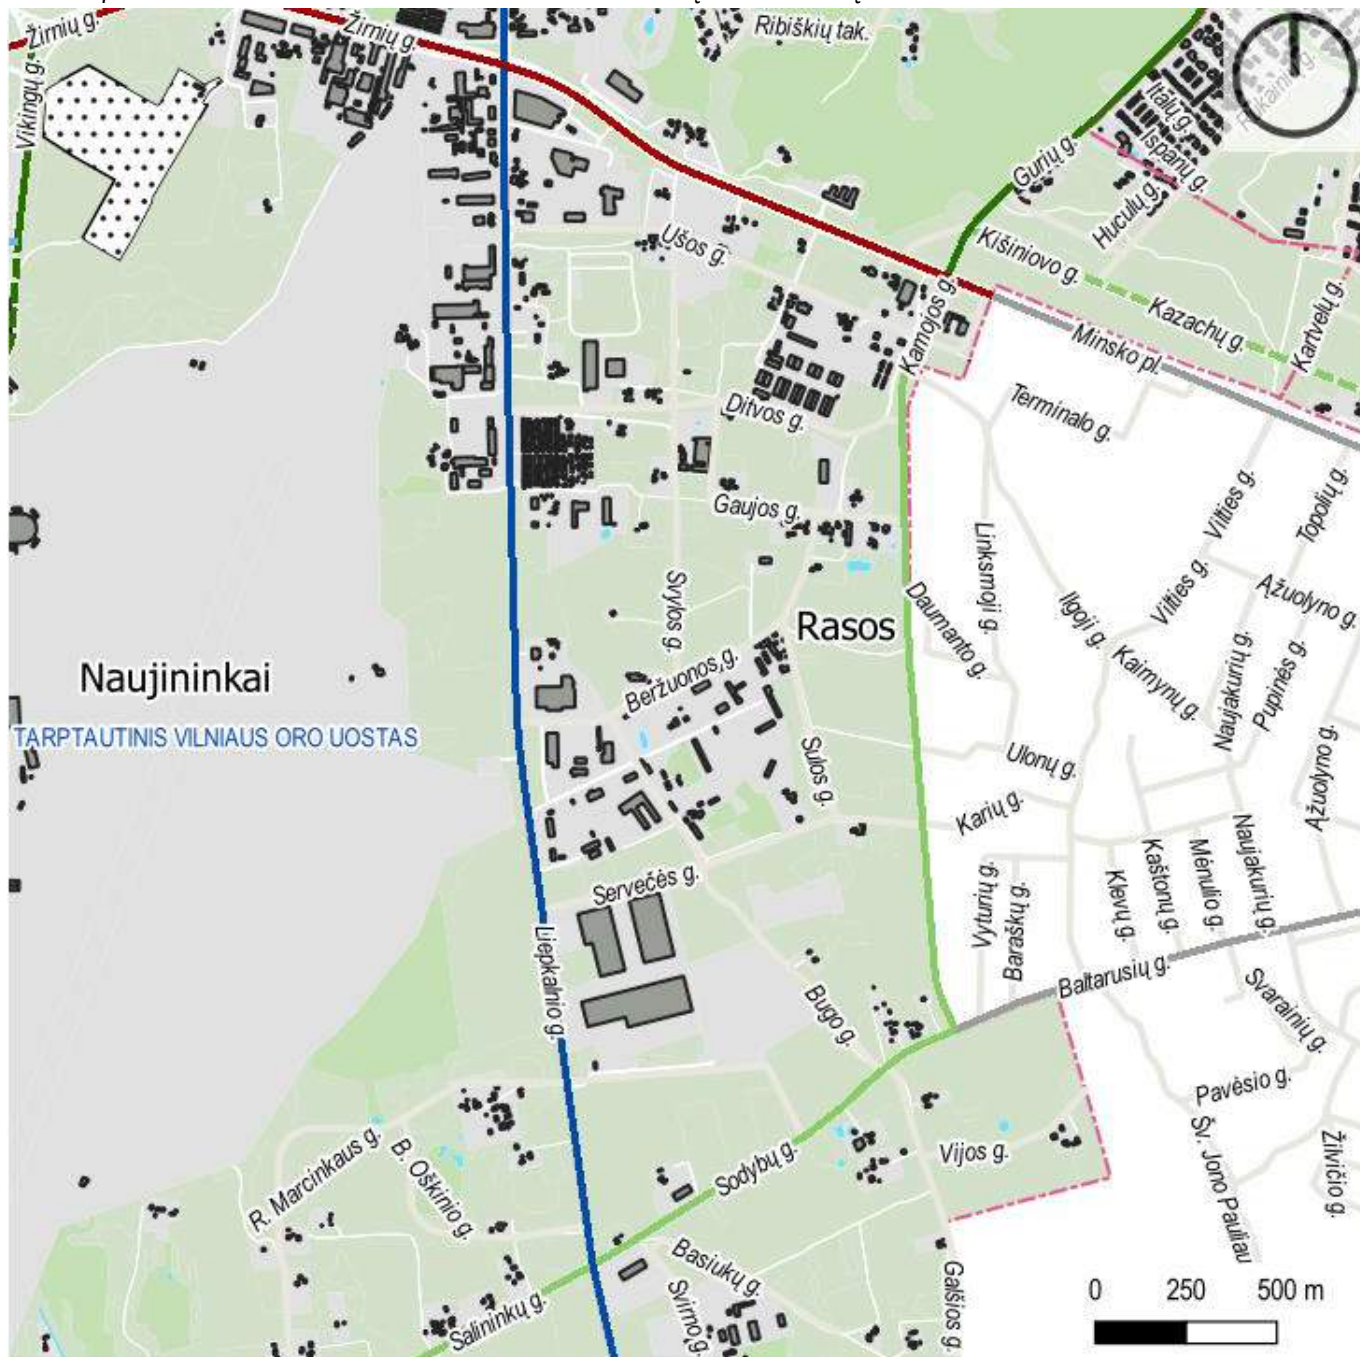 Žirnių g.
Žirnių g.
Ribiškių tak.
Vikingų g.
Italų g.
Ispanų g.
Gurių g.
Huculų g.
Ušos g.
Kišiniovo g.
Kazachų g.
Kartvelų g.
Kamojos g.
Minsko pl.
Terminalo g.
Ditvos g.
Gaujos g.
Vilties g.
Topolių g.
Linksmoji g.
Svylos g.
Rasos
Daumanto g.
Ilgoji g.
Vilties g.
Ąžuolyno g.
Naujininkai
Beržuonos g.
Kaimynų g.
Naujakurių g.
Pupinės g.
TARPTAUTINIS VILNIAUS ORO UOSTAS
Sulos g.
Ulonų g.
Ąžuolyno g.
Karių g.
Servečės g.
Vyturių g.
Baraškų g.
Klevų g.
Kaštonų g.
Mėnulio g.
Naujakurių g.
Liepkalnio g.
Bugo g.
Baltarusių g.
Svarainių g.
Pavėsio g.
R. Marcinkaus g.
B. Oškinio g.
Sodybų g.
Vijos g.
Šv. Jono Pauliau
Žilvičio g.
Basiukų g.
Svirno g.
Galšios g.
Salininkų g.
0 250 500 m